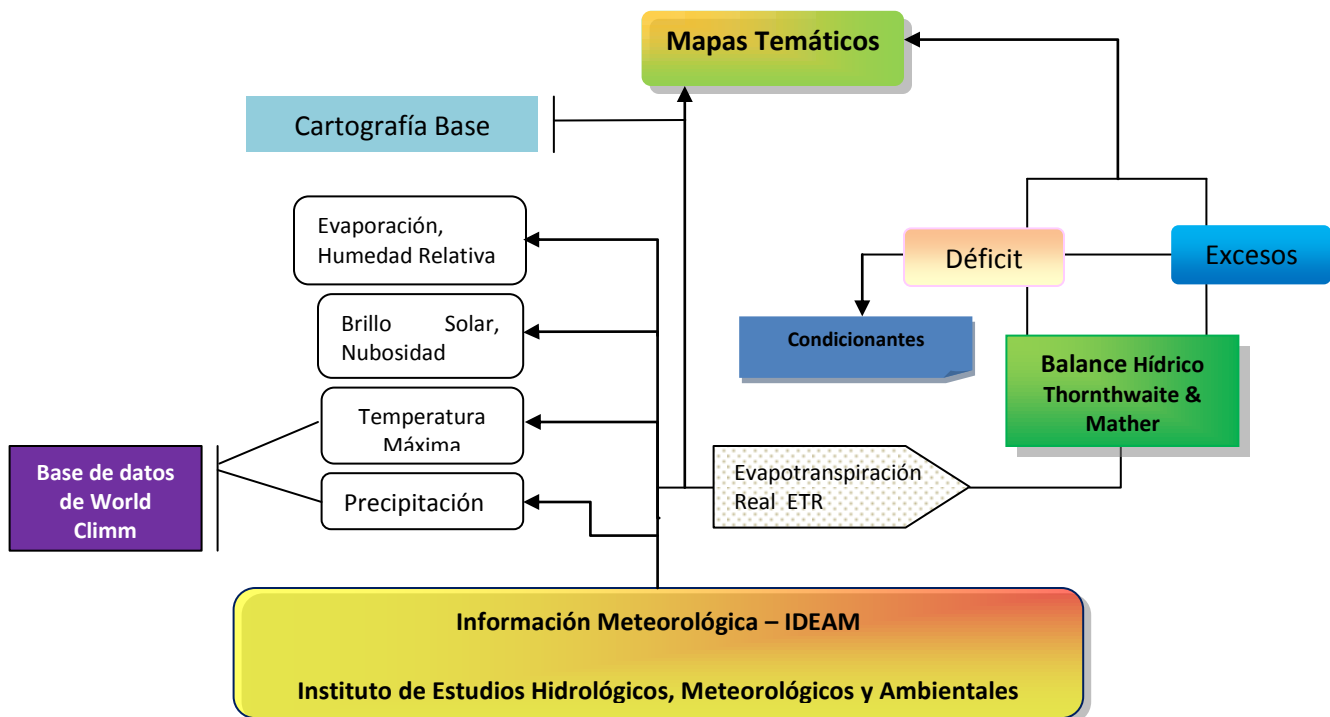 Mapas Temáticos
Cartografía Base
Evaporación,
Humedad Relativa
Déficit
Excesos
Brillo Solar,
Nubosidad
Condicionantes
Balance Hídrico
Thornthwaite &
Mather
Temperatura
Máxima
Base de datos
de World
Climm
Precipitación
Evapotranspiración
Real ETR
Información Meteorológica – IDEAM
Instituto de Estudios Hidrológicos, Meteorológicos y Ambientales